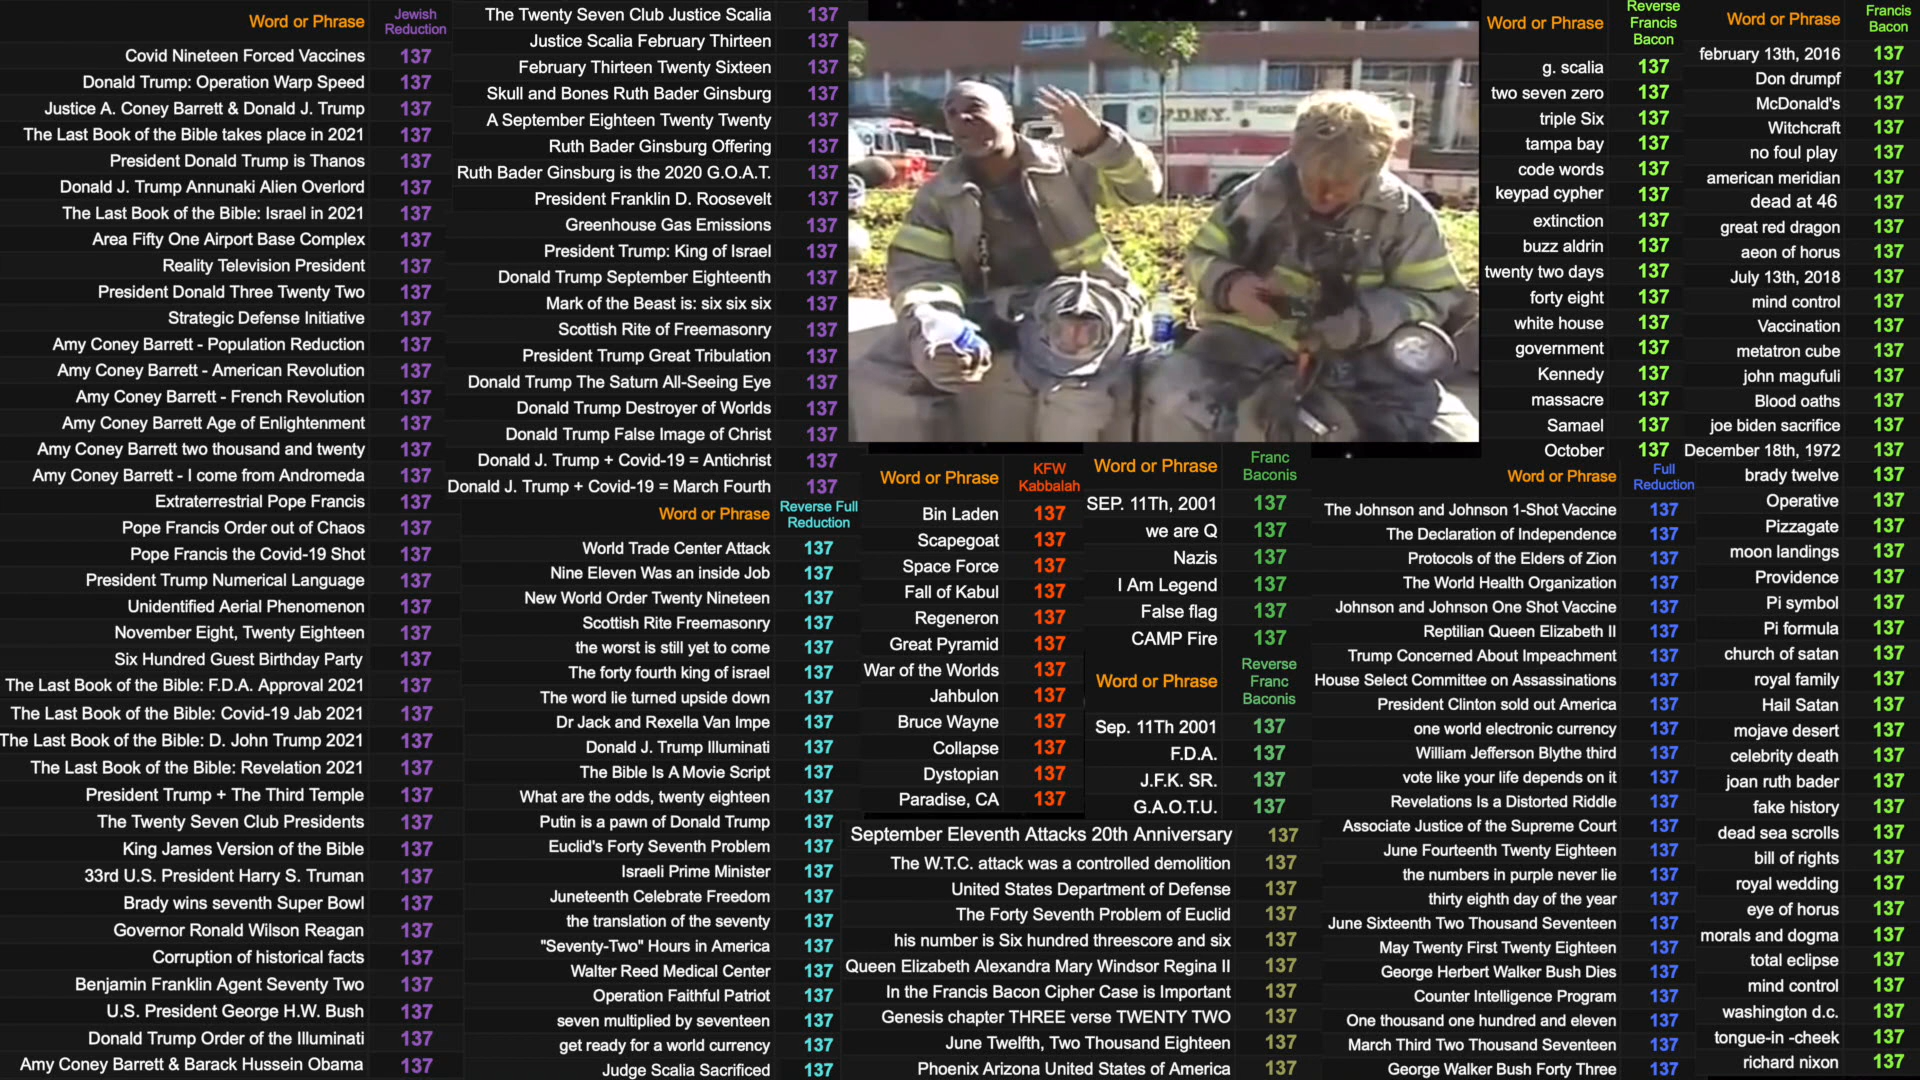 Word or Phrase Jewish Reduction
Covid Nineteen Forced Vaccines 137
Donald Trump: Operation Warp Speed 137
Justice A. Coney Barrett & Donald J. Trump 137
The Last Book of the Bible takes place in 2021 137
President Donald Trump is Thanos 137
Donald J. Trump Annunaki Alien Overlord 137
The Last Book of the Bible: Israel in 2021 137
Area Fifty One Airport Base Complex 137
Reality Television President 137
President Donald Three Twenty Two 137
Strategic Defense Initiative 137
Amy Coney Barrett - Population Reduction 137
Amy Coney Barrett - American Revolution 137
Amy Coney Barrett - French Revolution 137
Amy Coney Barrett Age of Enlightenment 137
Amy Coney Barrett two thousand and twenty 137
Amy Coney Barrett - I come from Andromeda 137
Extraterrestrial Pope Francis 137
Pope Francis Order out of Chaos 137
Pope Francis the Covid-19 Shot 137
President Trump Numerical Language 137
Unidentified Aerial Phenomenon 137
November Eight, Twenty Eighteen 137
Six Hundred Guest Birthday Party 137
The Last Book of the Bible: F.D.A. Approval 2021 137
The Last Book of the Bible: Covid-19 Jab 2021 137
The Last Book of the Bible: D. John Trump 2021 137
The Last Book of the Bible: Revelation 2021 137
President Trump + The Third Temple 137
The Twenty Seven Club Presidents 137
King James Version of the Bible 137
33rd U.S. President Harry S. Truman 137
Brady wins seventh Super Bowl 137
Governor Ronald Wilson Reagan 137
Corruption of historical facts 137
Benjamin Franklin Agent Seventy Two 137
U.S. President George H.W. Bush 137
Donald Trump Order of the Illuminati 137
Amy Coney Barrett & Barack Hussein Obama 137
The Twenty Seven Club Justice Scalia 137
Justice Scalia February Thirteen 137
February Thirteen Twenty Sixteen 137
Skull and Bones Ruth Bader Ginsburg 137
A September Eighteen Twenty Twenty 137
Ruth Bader Ginsburg Offering 137
Ruth Bader Ginsburg is the 2020 G.O.A.T. 137
President Franklin D. Roosevelt 137
Greenhouse Gas Emissions 137
President Trump: King of Israel 137
Donald Trump September Eighteenth 137
Mark of the Beast is: six six six 137
Scottish Rite of Freemasonry 137
President Trump Great Tribulation 137
Donald Trump The Saturn All-Seeing Eye 137
Donald Trump Destroyer of Worlds 137
Donald Trump False Image of Christ 137
Donald J. Trump + Covid-19 = Antichrist 137
Donald J. Trump + Covid-19 = March Fourth 137
Word or Phrase Reverse Full Reduction
World Trade Center Attack 137
Nine Eleven Was an inside Job 137
New World Order Twenty Nineteen 137
Scottish Rite Freemasonry 137
the worst is still yet to come 137
The forty fourth king of israel 137
The word lie turned upside down 137
Dr Jack and Rexella Van Impe 137
Donald J. Trump Illuminati 137
The Bible Is A Movie Script 137
What are the odds, twenty eighteen 137
Putin is a pawn of Donald Trump 137
Euclid's Forty Seventh Problem 137
Israeli Prime Minister 137
Juneteenth Celebrate Freedom 137
the translation of the seventy 137
"Seventy-Two" Hours in America 137
Walter Reed Medical Center 137
Operation Faithful Patriot 137
seven multiplied by seventeen 137
get ready for a world currency 137
Judge Scalia Sacrificed 137
F.D.N.Y.
Word or Phrase KFW Kabbalah
Bin Laden 137
Scapegoat 137
Space Force 137
Fall of Kabul 137
Regeneron 137
Great Pyramid 137
War of the Worlds 137
Jahbulon 137
Bruce Wayne 137
Collapse 137
Dystopian 137
Paradise, CA 137
Word or Phrase Franc Baconis
SEP. 11Th, 2001 137
we are Q 137
Nazis 137
I Am Legend 137
False flag 137
CAMP Fire 137
Word or Phrase Reverse Franc Baconis
Sep. 11Th 2001 137
F.D.A. 137
J.F.K. SR. 137
G.A.O.T.U. 137
September Eleventh Attacks 20th Anniversary 137
The W.T.C. attack was a controlled demolition 137
United States Department of Defense 137
The Forty Seventh Problem of Euclid 137
his number is Six hundred threescore and six 137
Queen Elizabeth Alexandra Mary Windsor Regina II 137
In the Francis Bacon Cipher Case is Important 137
Genesis chapter THREE verse TWENTY TWO 137
June Twelfth, Two Thousand Eighteen 137
Phoenix Arizona United States of America 137
Word or Phrase Reverse Francis Bacon
g. scalia 137
two seven zero 137
triple Six 137
tampa bay 137
code words 137
keypad cypher 137
extinction 137
buzz aldrin 137
twenty two days 137
forty eight 137
white house 137
government 137
Kennedy 137
massacre 137
Samael 137
October 137
Word or Phrase Full Reduction
The Johnson and Johnson 1-Shot Vaccine 137
The Declaration of Independence 137
Protocols of the Elders of Zion 137
The World Health Organization 137
Johnson and Johnson One Shot Vaccine 137
Reptilian Queen Elizabeth II 137
Trump Concerned About Impeachment 137
House Select Committee on Assassinations 137
President Clinton sold out America 137
one world electronic currency 137
William Jefferson Blythe third 137
vote like your life depends on it 137
Revelations Is a Distorted Riddle 137
Associate Justice of the Supreme Court 137
June Fourteenth Twenty Eighteen 137
the numbers in purple never lie 137
thirty eighth day of the year 137
June Sixteenth Two Thousand Seventeen 137
May Twenty First Twenty Eighteen 137
George Herbert Walker Bush Dies 137
Counter Intelligence Program 137
One thousand one hundred and eleven 137
March Third Two Thousand Seventeen 137
George Walker Bush Forty Three 137
Word or Phrase Francis Bacon
february 13th, 2016 137
Don drumpf 137
McDonald's 137
Witchcraft 137
no foul play 137
american meridian 137
dead at 46 137
great red dragon 137
aeon of horus 137
July 13th, 2018 137
mind control 137
Vaccination 137
metatron cube 137
john magufuli 137
Blood oaths 137
joe biden sacrifice 137
December 18th, 1972 137
brady twelve 137
Operative 137
Pizzagate 137
moon landings 137
Providence 137
Pi symbol 137
Pi formula 137
church of satan 137
royal family 137
Hail Satan 137
mojave desert 137
celebrity death 137
joan ruth bader 137
fake history 137
dead sea scrolls 137
bill of rights 137
royal wedding 137
eye of horus 137
morals and dogma 137
total eclipse 137
mind control 137
washington d.c. 137
tongue-in -cheek 137
richard nixon 137